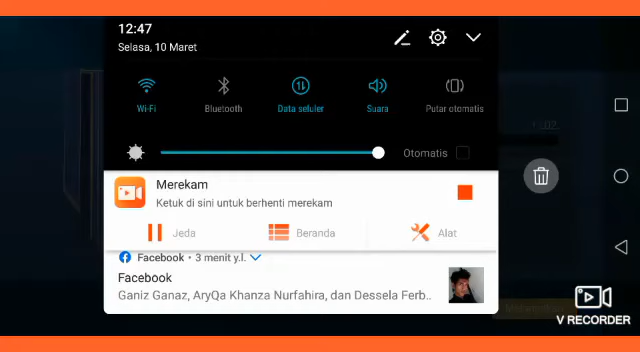 12:47
Selasa, 10 Maret
Wi-Fi
Bluetooth
Data seluler
Suara
Putar otomatis
Otomatis
Merekam
Ketuk di sini untuk berhenti merekam
Jeda
Beranda
Alat
Facebook • 3 menit y.l.
Facebook
Ganiz Ganaz, AryQa Khanza Nurfahira, dan Dessela Ferb..
V RECORDER